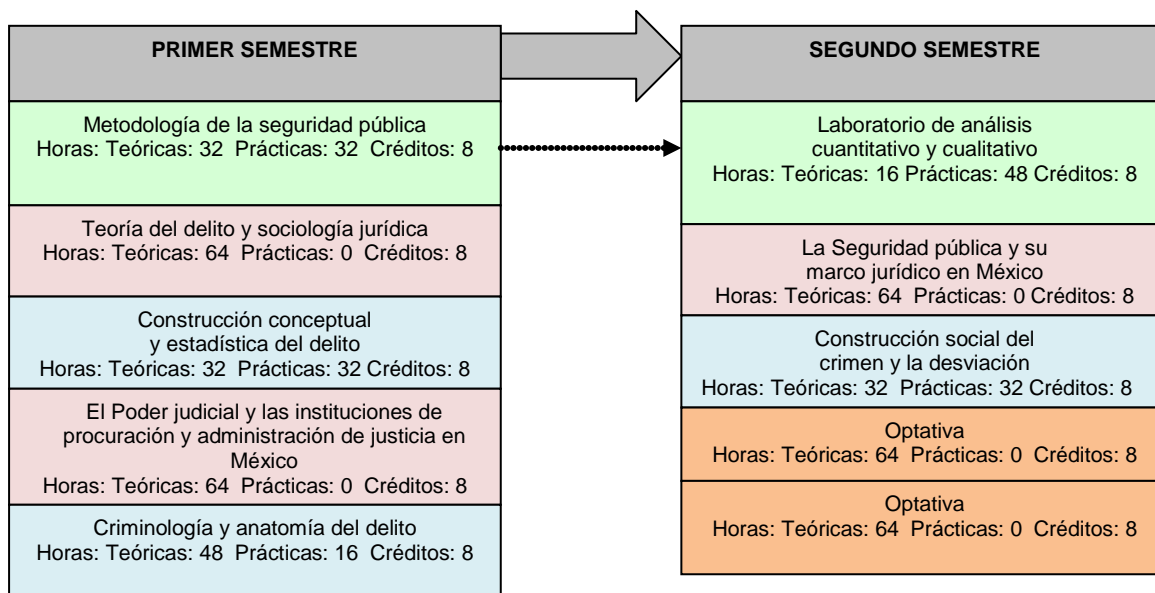 PRIMER SEMESTRE
Metodología de la seguridad pública
Horas: Teóricas: 32 Prácticas: 32 Créditos: 8
Teoría del delito y sociología jurídica
Horas: Teóricas: 64 Prácticas: 0 Créditos: 8
Construcción conceptual
y estadística del delito
Horas: Teóricas: 32 Prácticas: 32 Créditos: 8
El Poder judicial y las instituciones de
procuración y administración de justicia en
México
Horas: Teóricas: 64 Prácticas: 0 Créditos: 8
Criminología y anatomía del delito
Horas: Teóricas: 48 Prácticas: 16 Créditos: 8
SEGUNDO SEMESTRE
Laboratorio de análisis
cuantitativo y cualitativo
Horas: Teóricas: 16 Prácticas: 48 Créditos: 8
La Seguridad pública y su
marco jurídico en México
Horas: Teóricas: 64 Prácticas: 0 Créditos: 8
Construcción social del
crimen y la desviación
Horas: Teóricas: 32 Prácticas: 32 Créditos: 8
Optativa
Horas: Teóricas: 64 Prácticas: 0 Créditos: 8
Optativa
Horas: Teóricas: 64 Prácticas: 0 Créditos: 8